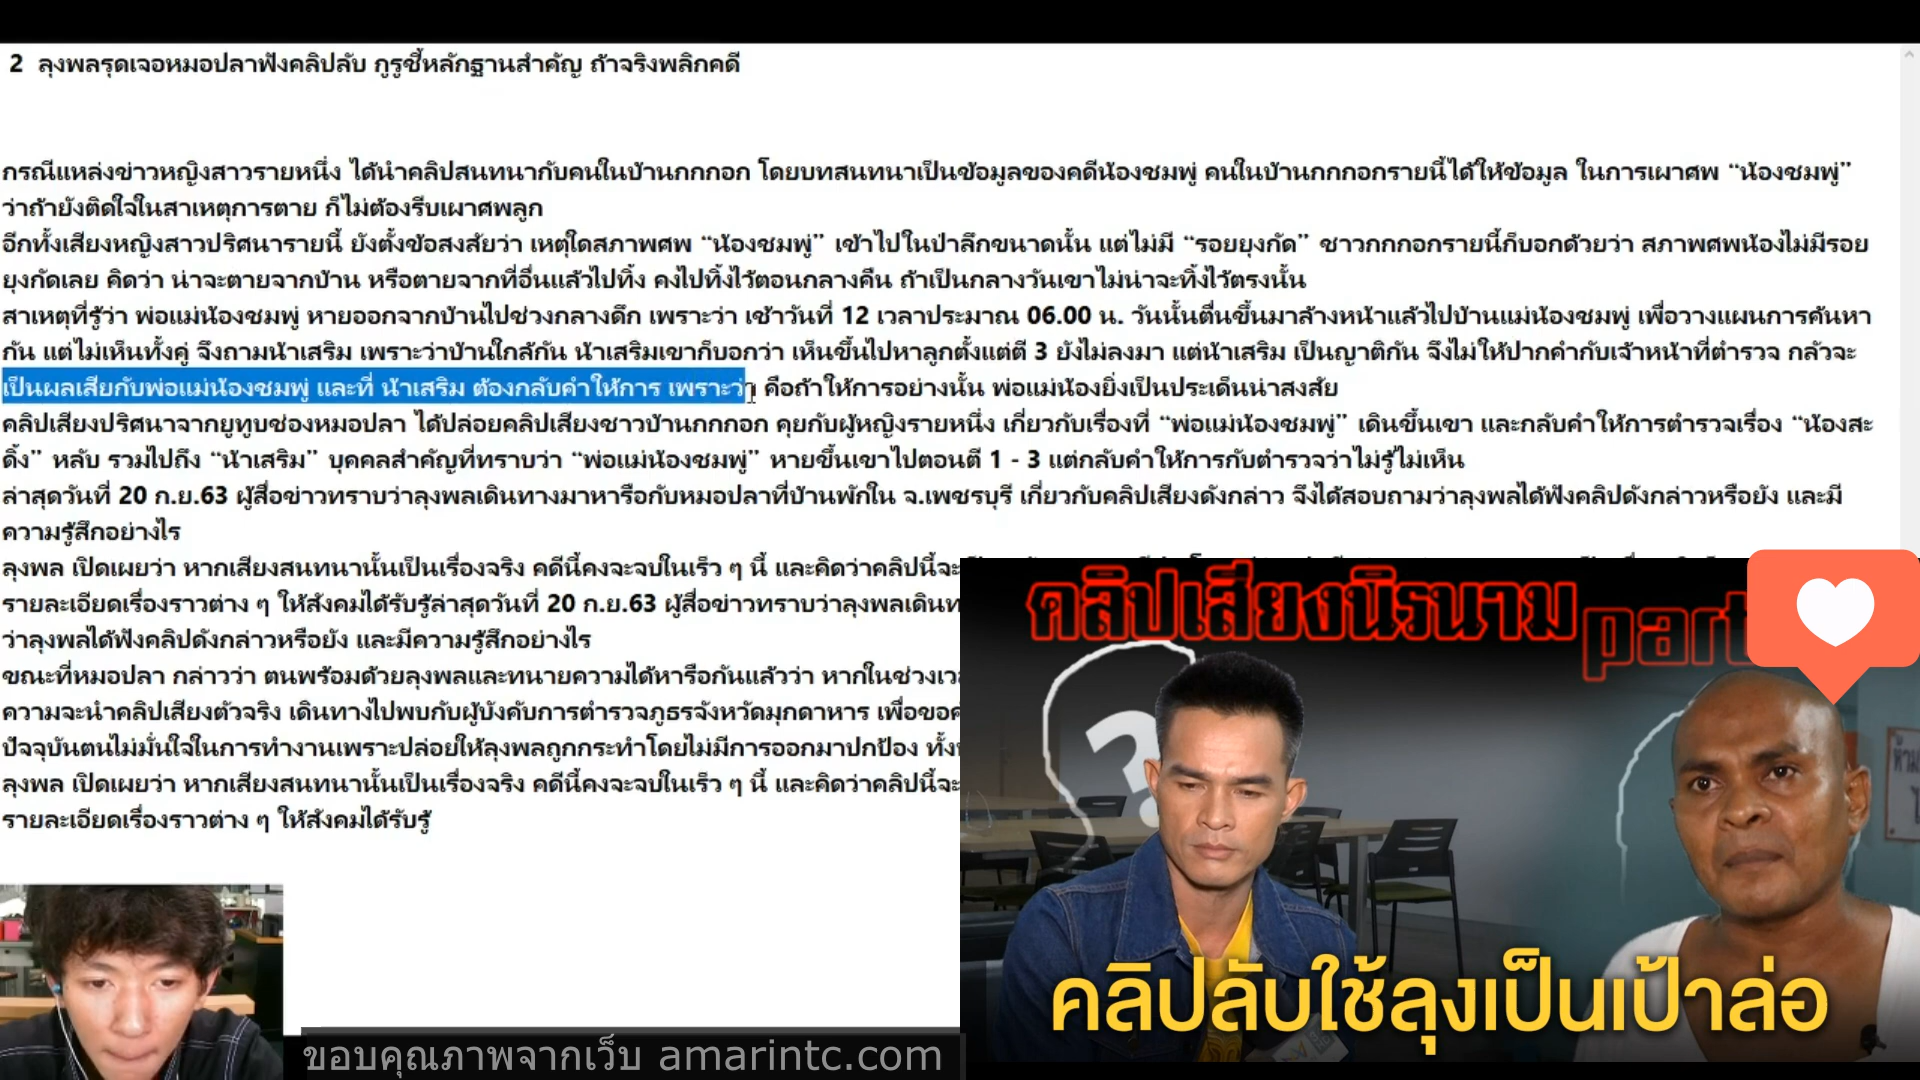 2 ลุงพลรุดเจอหมอปลาฟังคลิปลับ กูรูชี้หลักฐานสำคัญ ถ้าจริงพลิกคดี
กรณีแหล่งข่าวหญิงสาวรายหนึ่ง ได้นำคลิปสนทนากับคนในบ้านกกกอก โดยบทสนทนาเป็นข้อมูลของคดีน้องชมพู่ คนในบ้านกกกอกรายนี้ได้ให้ข้อมูล ในการเผาศพ “น้องชมพู่”
ว่าถ้ายังติดใจในสาเหตุการตาย ก็ไม่ต้องรีบเผาศพลูก
อีกทั้งเสียงหญิงสาวปริศนารายนี้ ยังตั้งข้อสงสัยว่า เหตุใดสภาพศพ “น้องชมพู่” เข้าไปในป่าลึกขนาดนั้น แต่ไม่มี “รอยยุงกัด” ชาวกกกอกรายนี้ก็บอกด้วยว่า สภาพศพน้องไม่มีรอย
ยุงกัดเลย คิดว่า น่าจะตายจากบ้าน หรือตายจากที่อื่นแล้วไปทิ้ง คงไปทิ้งไว้ตอนกลางคืน ถ้าเป็นกลางวันเขาไม่น่าจะทิ้งไว้ตรงนั้น
สาเหตุที่รู้ว่า พ่อแม่น้องชมพู่ หายออกจากบ้านไปช่วงกลางดึก เพราะว่า เช้าวันที่ 12 เวลาประมาณ 06.00 น. วันนั้นตื่นขึ้นมาล้างหน้าแล้วไปบ้านแม่น้องชมพู่ เพื่อวางแผนการค้นหา
กัน แต่ไม่เห็นทั้งคู่ จึงถามน้าเสริม เพราะว่าบ้านใกล้กัน น้าเสริมเขาก็บอกว่า เห็นขึ้นไปหาลูกตั้งแต่ตี 3 ยังไม่ลงมา แต่น้าเสริม เป็นญาติกัน จึงไม่ให้ปากคำกับเจ้าหน้าที่ตำรวจ กลัวจะ
เป็นผลเสียกับพ่อแม่น้องชมพู่ และที่ น้าเสริม ต้องกลับคำให้การ เพราะว่า คือถ้าให้การอย่างนั้น พ่อแม่น้องยิ่งเป็นประเด็นน่าสงสัย
คลิปเสียงปริศนาจากยูทูบช่องหมอปลา ได้ปล่อยคลิปเสียงชาวบ้านกกกอก คุยกับผู้หญิงรายหนึ่ง เกี่ยวกับเรื่องที่ “พ่อแม่น้องชมพู่” เดินขึ้นเขา และกลับคำให้การตำรวจเรื่อง “น้องสะ
ดิ้ง” หลับ รวมไปถึง “น้าเสริม” บุคคลสำคัญที่ทราบว่า “พ่อแม่น้องชมพู่” หายขึ้นเขาไปตอนตี 1 - 3 แต่กลับคำให้การกับตำรวจว่าไม่รู้ไม่เห็น
ล่าสุดวันที่ 20 ก.ย.63 ผู้สื่อข่าวทราบว่าลุงพลเดินทางมาหารือกับหมอปลาที่บ้านพักใน จ.เพชรบุรี เกี่ยวกับคลิปเสียงดังกล่าว จึงได้สอบถามว่าลุงพลได้ฟังคลิปดังกล่าวหรือยัง และมี
ความรู้สึกอย่างไร
ลุงพล เปิดเผยว่า หากเสียงสนทนานั้นเป็นเรื่องจริง คดีนี้คงจะจบในเร็ว ๆ นี้ และคิดว่าคลิปนี้จะ
รายละเอียดเรื่องราวต่าง ๆ ให้สังคมได้รับรู้ล่าสุดวันที่ 20 ก.ย.63 ผู้สื่อข่าวทราบว่าลุงพลเดินท
ว่าลุงพลได้ฟังคลิปดังกล่าวหรือยัง และมีความรู้สึกอย่างไร
ขณะที่หมอปลา กล่าวว่า ตนพร้อมด้วยลุงพลและทนายความได้หารือกันแล้วว่า หากในช่วงเวล
ความจะนำคลิปเสียงตัวจริง เดินทางไปพบกับผู้บังคับการตำรวจภูธรจังหวัดมุกดาหาร เพื่อขอค
ปัจจุบันตนไม่มั่นใจในการทำงานเพราะปล่อยให้ลุงพลถูกกระทำโดยไม่มีการออกมาปกป้อง
ลุงพล เปิดเผยว่า หากเสียงสนทนานั้นเป็นเรื่องจริง คดีนี้คงจะจบในเร็ว ๆ นี้ และคิดว่าคลิปนี้จะ
รายละเอียดเรื่องราวต่าง ๆ ให้สังคมได้รับรู้
คลิปเสียงนิรนาม part
?
คลิปลับใช้ลุงเป็นเป้าล่อ
ขอบคุณภาพจากเว็บ amarintc.com